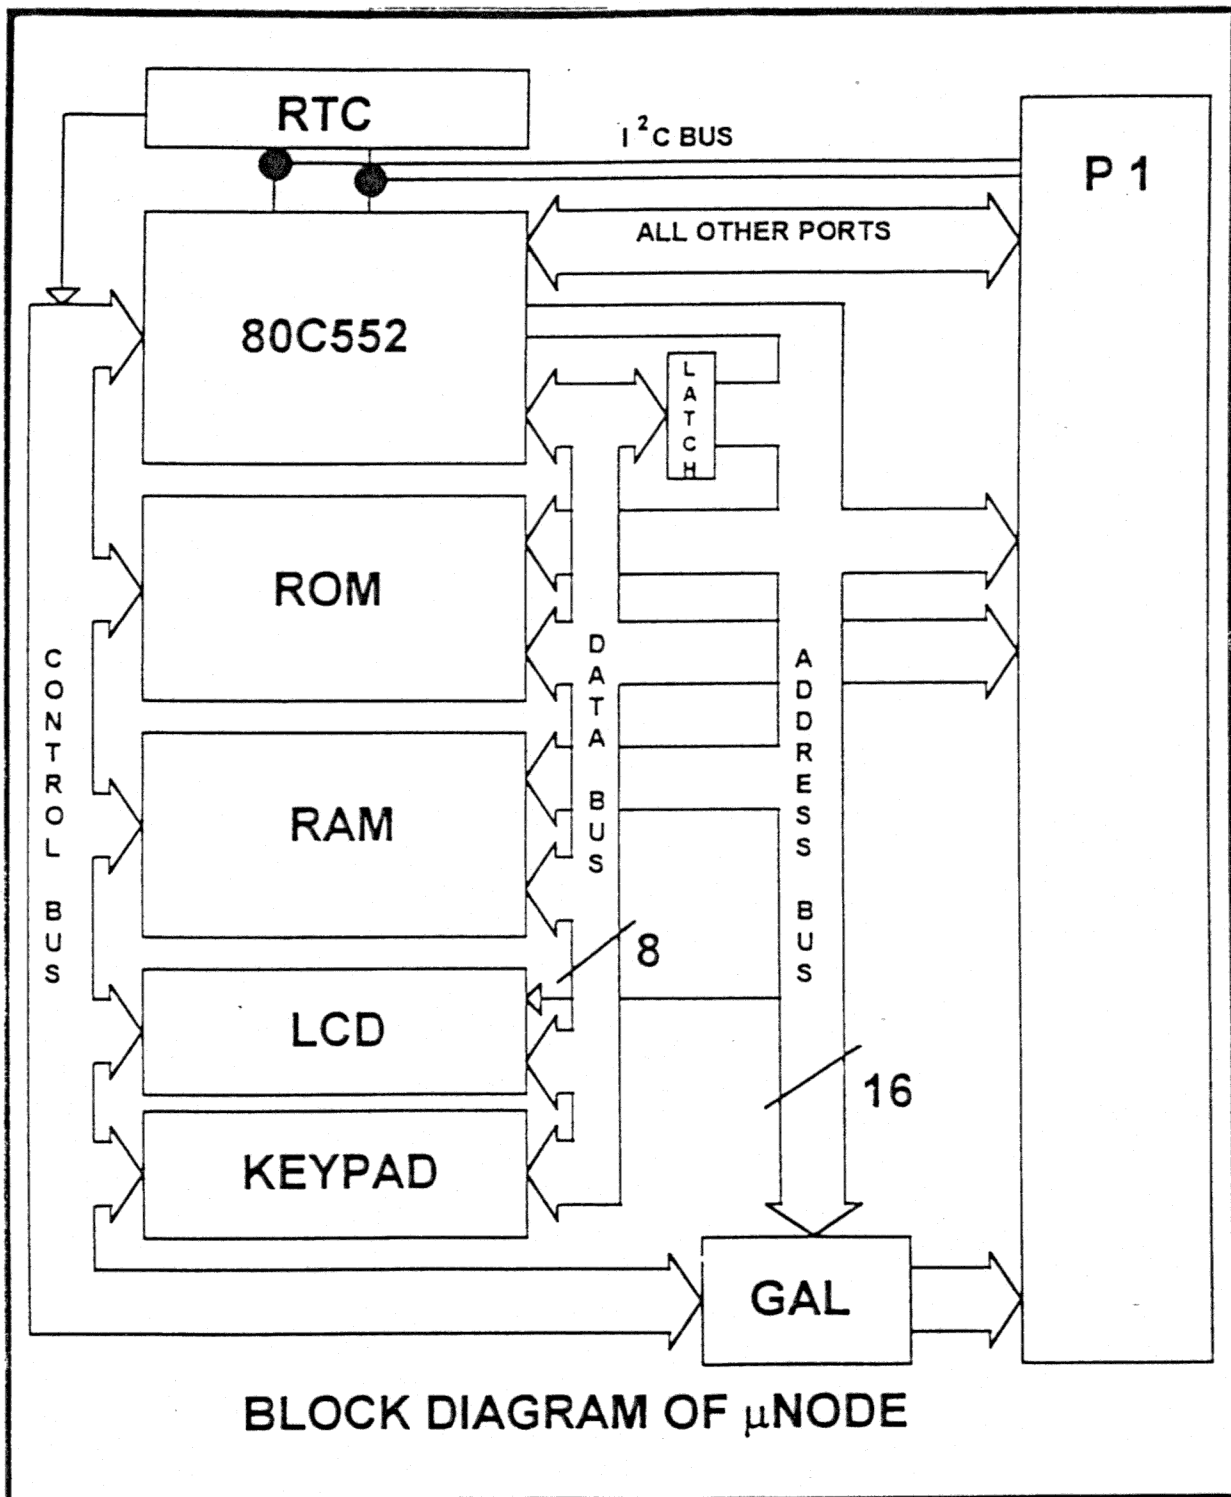 RTC
I²C BUS
P 1
ALL OTHER PORTS
80C552
LATCH
ROM
CONTROL BUS
DATA BUS
ADDRESS BUS
RAM
8
LCD
16
KEYPAD
GAL
BLOCK DIAGRAM OF µNODE